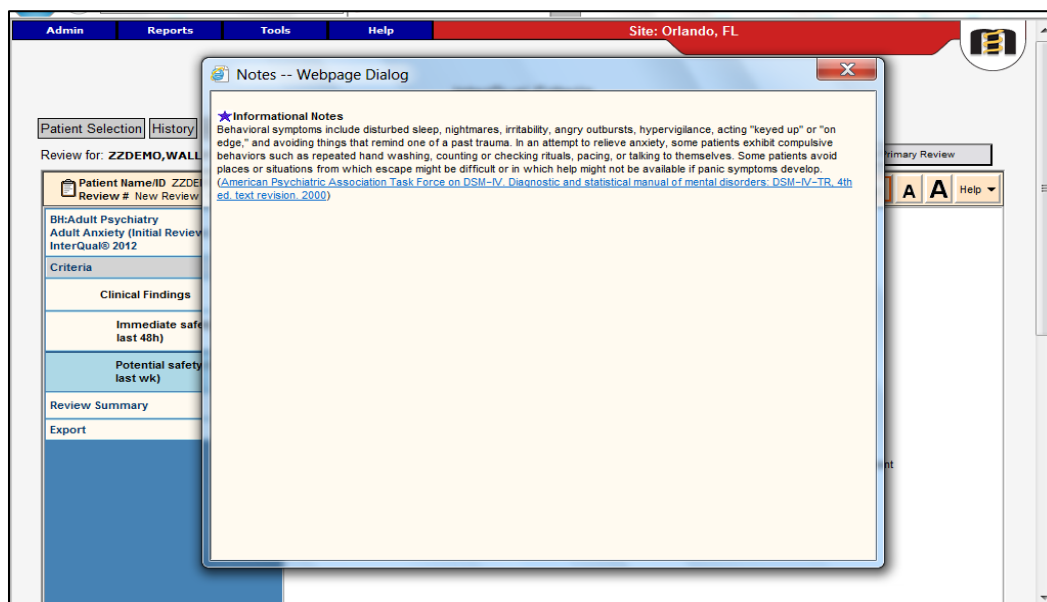 Admin Reports Tools Help Site: Orlando, FL
Notes -- Webpage Dialog
X
Informational Notes
Behavioral symptoms include disturbed sleep, nightmares, irritability, angry outbursts, hypervigilance, acting "keyed up" or "on
edge," and avoiding things that remind one of a past trauma. In an attempt to relieve anxiety, some patients exhibit compulsive
behaviors such as repeated hand washing, counting or checking rituals, pacing, or talking to themselves. Some patients avoid
places or situations from which escape might be difficult or in which help might not be available if panic symptoms develop.
(American Psychiatric Association Task Force on DSM-IV. Diagnostic and statistical manual of mental disorders: DSM-IV-TR, 4th
ed. text revision. 2000)
Patient Selection History
Review for: ZZDEMO,WALL
Primary Review
Patient Name/ID ZZDE
Review # New Review
A A Help
BH:Adult Psychiatry
Adult Anxiety (Initial Review
InterQual® 2012
Criteria
Clinical Findings
Immediate safe
last 48h)
Potential safety
last wk)
Review Summary
Export
nt